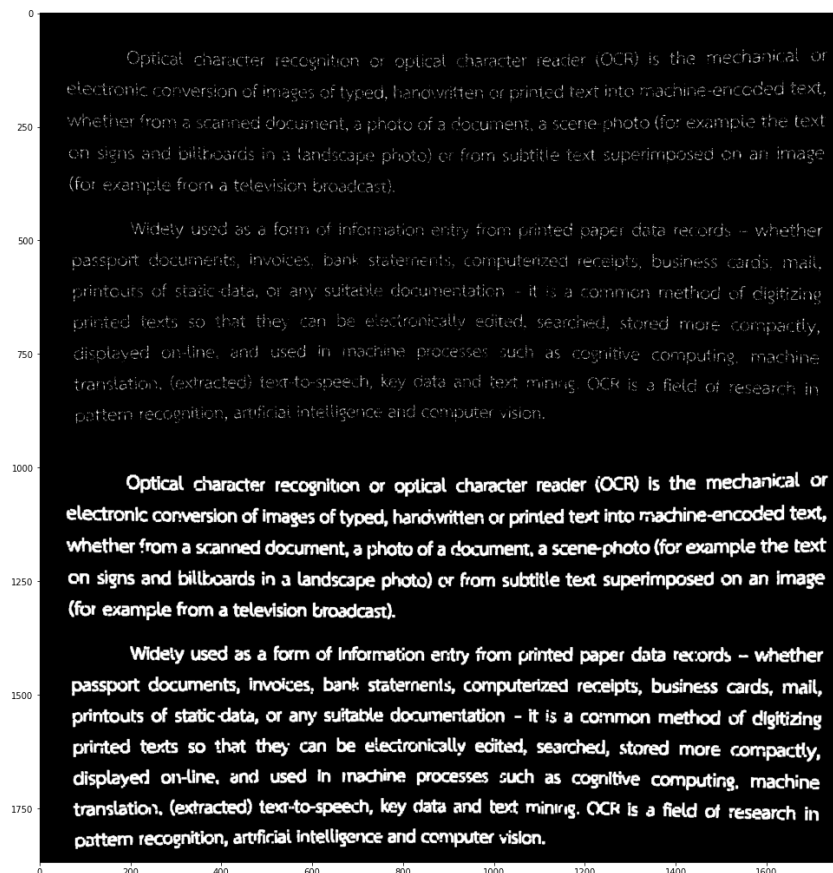 0
Optical character recognition or optical character reader (OCR) is the mechanical or
electronic conversion of images of typed, handwritten or printed text into machine-encoded text,
250
whether from a scanned document, a photo of a document, a scene-photo (for example the text
on signs and billboards in a landscape photo) or from subtitle text superimposed on an image
(for example from a television broadcast).
500
Widely used as a form of information entry from printed paper data records – whether
passport documents, invoices, bank statements, computerized receipts, business cards, mail,
printouts of static-data, or any suitable documentation – it is a common method of digitizing
printed texts so that they can be electronically edited, searched, stored more compactly,
750
displayed on-line, and used in machine processes such as cognitive computing, machine
translation, (extracted) text-to-speech, key data and text mining. OCR is a field of research in
pattern recognition, artificial intelligence and computer vision.
1000
Optical character recognition or optical character reader (OCR) is the mechanical or
electronic conversion of images of typed, handwritten or printed text into machine-encoded text,
whether from a scanned document, a photo of a document, a scene-photo (for example the text
1250
on signs and billboards in a landscape photo) or from subtitle text superimposed on an image
(for example from a television broadcast).
Widely used as a form of information entry from printed paper data records – whether
1500
passport documents, invoices, bank statements, computerized receipts, business cards, mail,
printouts of static-data, or any suitable documentation – it is a common method of digitizing
printed texts so that they can be electronically edited, searched, stored more compactly,
displayed on-line, and used in machine processes such as cognitive computing, machine
1750
translation, (extracted) text-to-speech, key data and text mining. OCR is a field of research in
pattern recognition, artificial intelligence and computer vision.
0 200 400 600 800 1000 1200 1400 1600